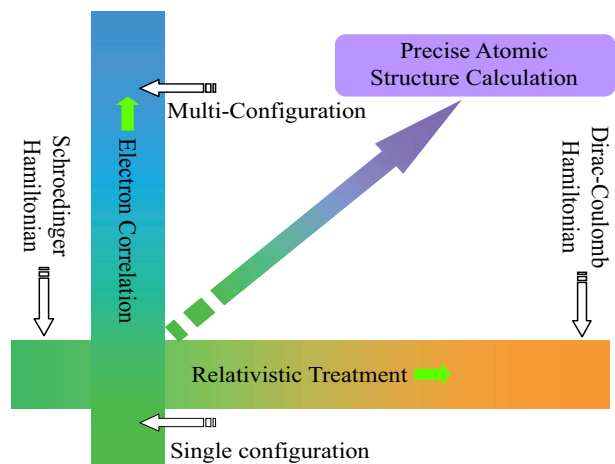 Precise Atomic
Structure Calculation
Multi-Configuration
Schroedinger
Hamiltonian
Electron Correlation
Dirac-Coulomb
Hamiltonian
Relativistic Treatment
Single configuration